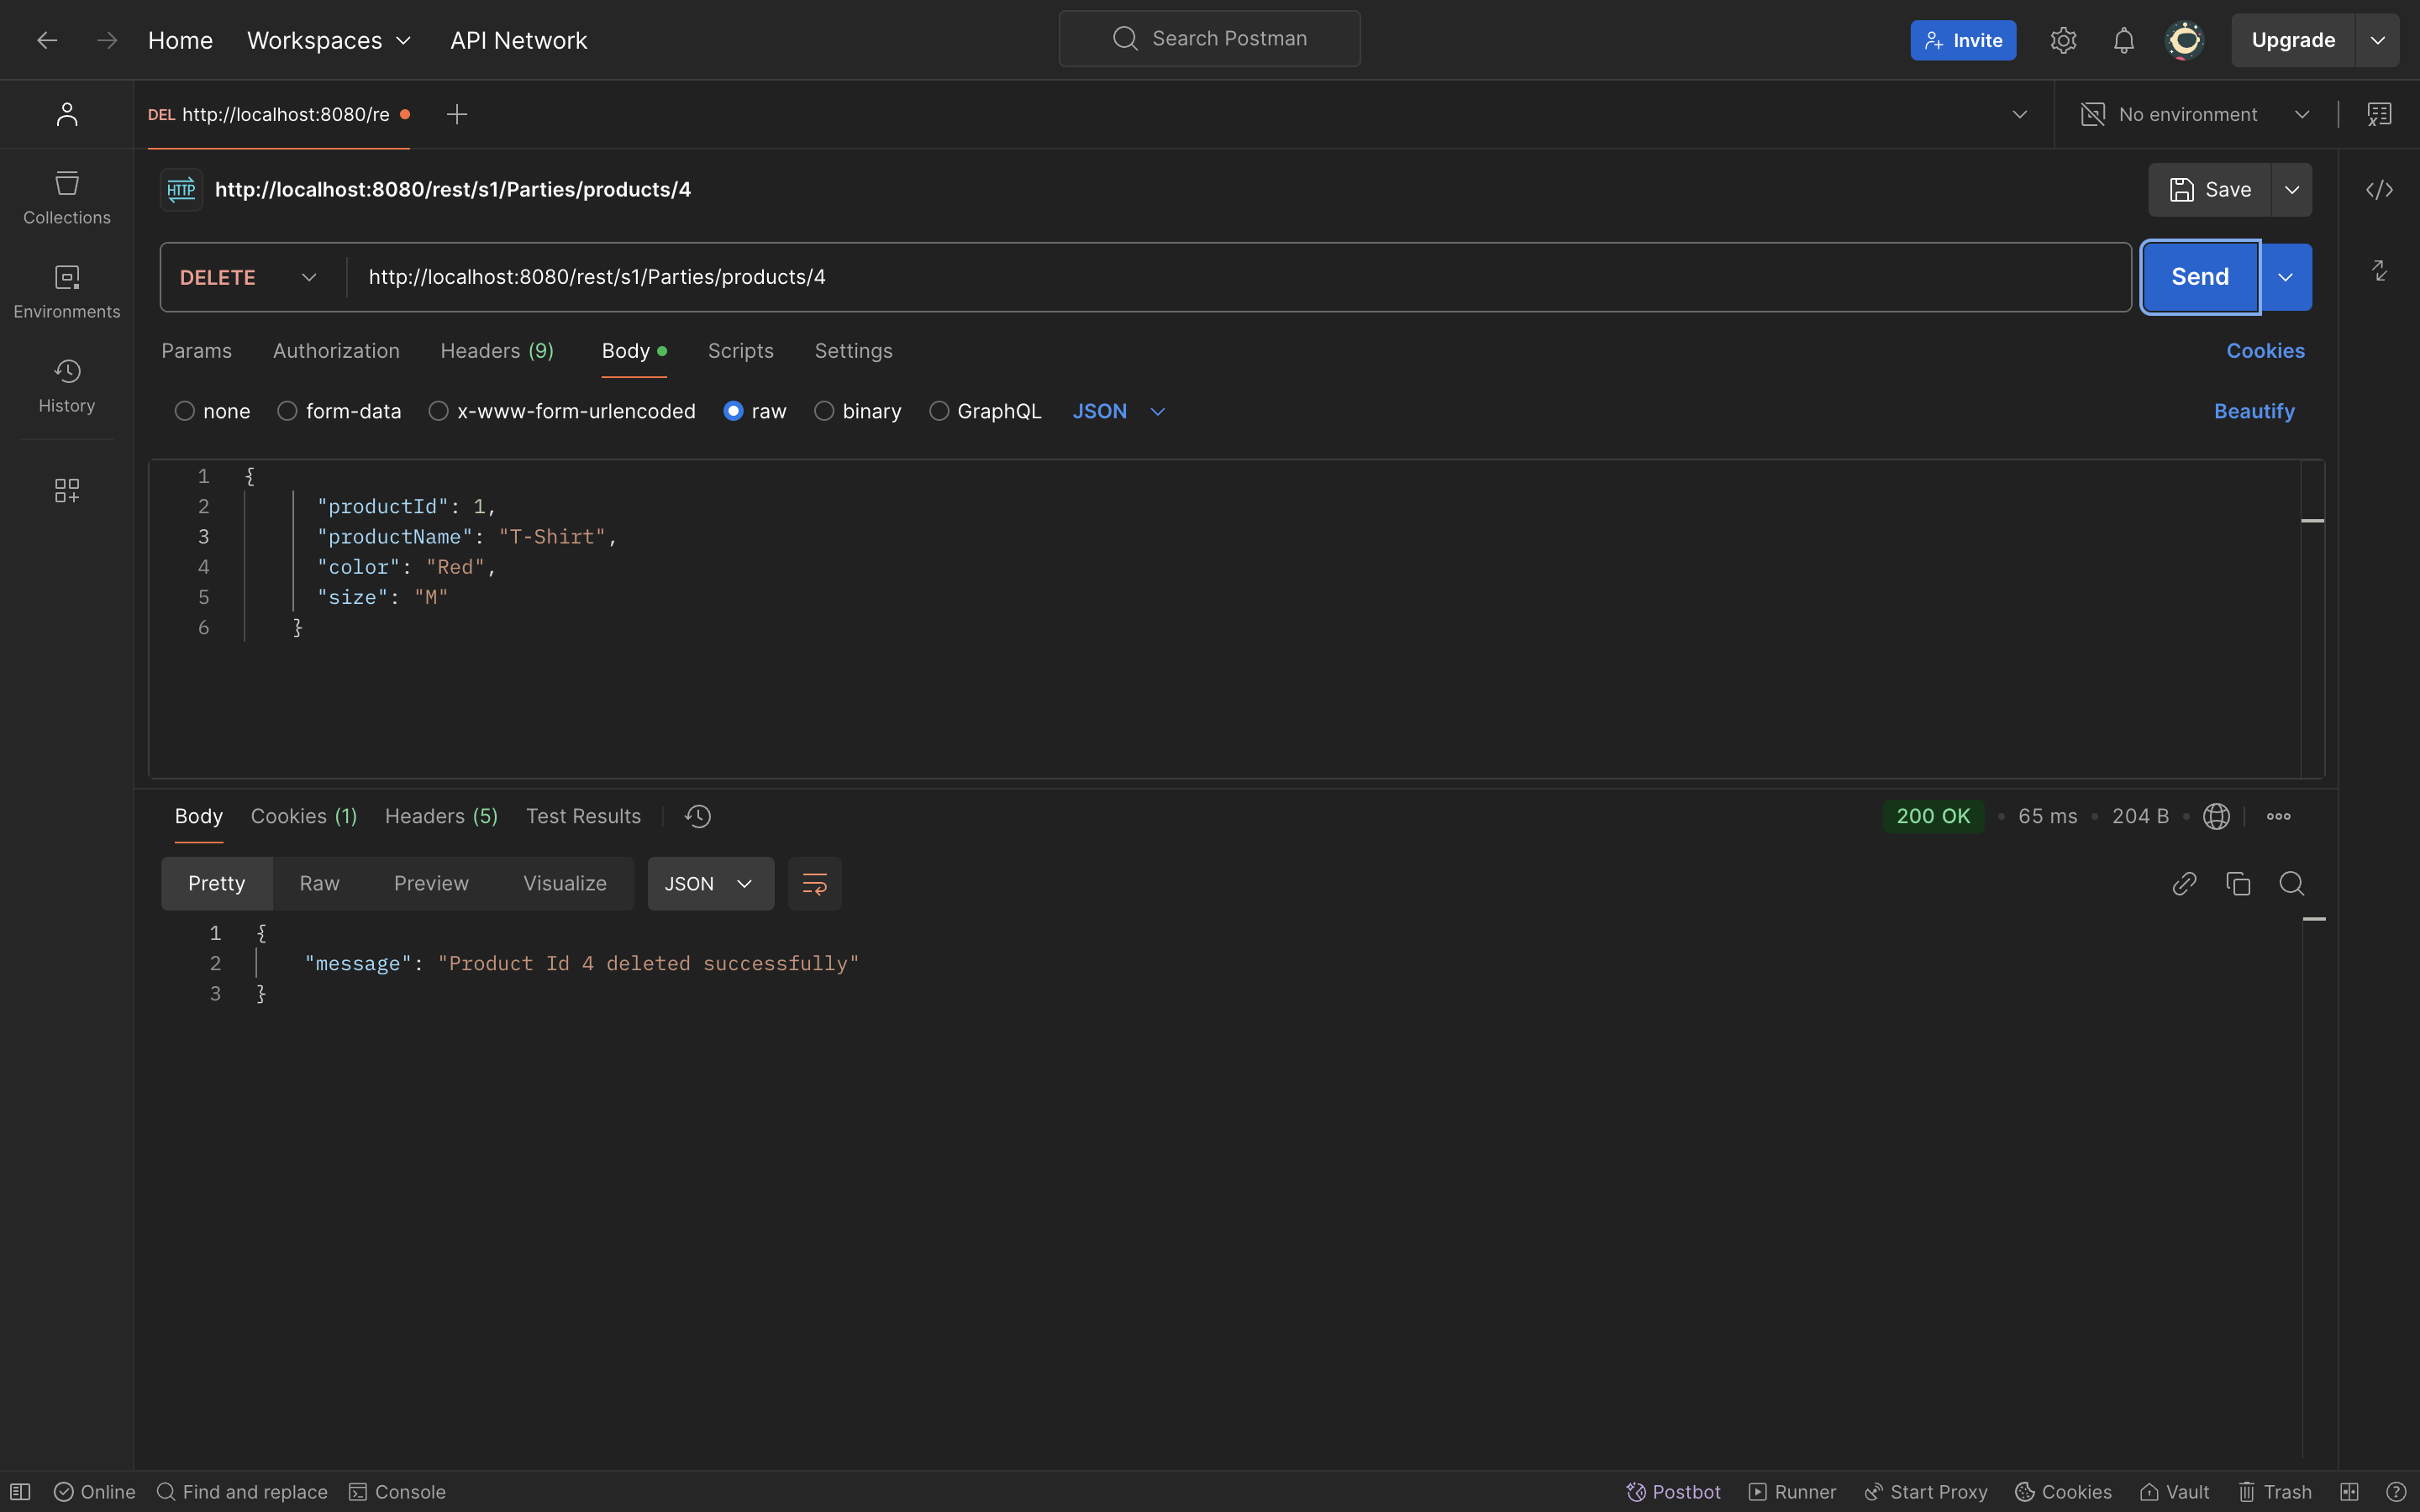 Home Workspaces API Network Search Postman Invite Upgrade
DEL http://localhost:8080/re No environment
HTTP http://localhost:8080/rest/s1/Parties/products/4 Save
DELETE http://localhost:8080/rest/s1/Parties/products/4 Send
Params Authorization Headers (9) Body Scripts Settings Cookies
none form-data x-www-form-urlencoded raw binary GraphQL JSON Beautify
Collections
Environments
History
1 {
2 "productId": 1,
3 "productName": "T-Shirt",
4 "color": "Red",
5 "size": "M"
6 }
Body Cookies (1) Headers (5) Test Results 200 OK • 65 ms • 204 B •
Pretty Raw Preview Visualize JSON
1 {
2 "message": "Product Id 4 deleted successfully"
3 }
Online Find and replace Console Postbot Runner Start Proxy Cookies Vault Trash